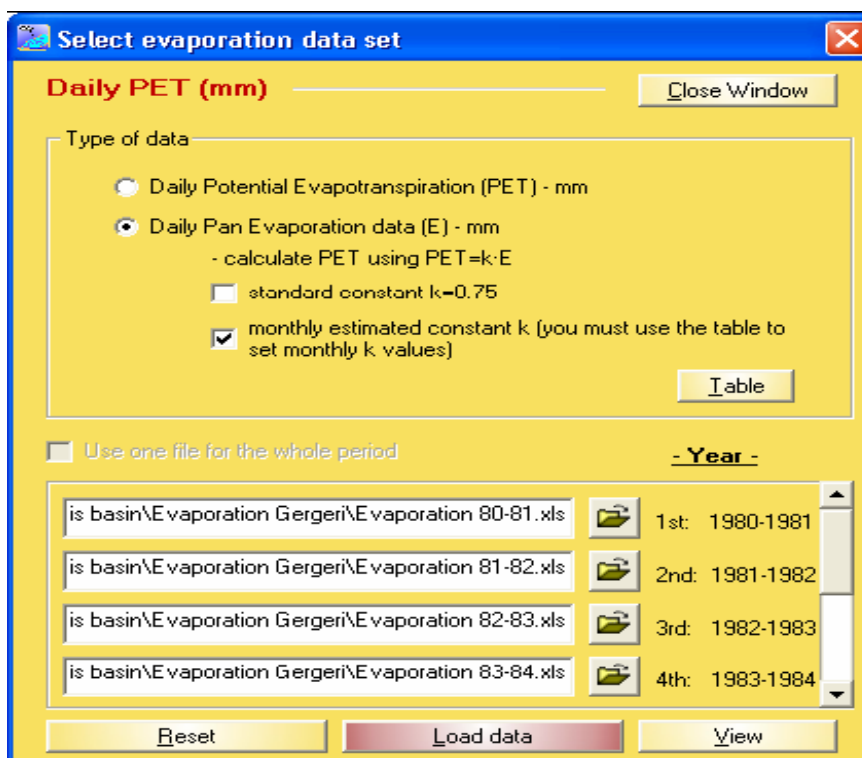 Select evaporation data set
Daily PET (mm)
Close Window
Type of data
Daily Potential Evapotranspiration (PET) - mm
Daily Pan Evaporation data (E) - mm
- calculate PET using PET=k·E
standard constant k=0.75
monthly estimated constant k (you must use the table to
set monthly k values)
Table
Use one file for the whole period
- Year -
is basin\Evaporation Gergeri\Evaporation 80-81.xls 1st: 1980-1981
is basin\Evaporation Gergeri\Evaporation 81-82.xls 2nd: 1981-1982
is basin\Evaporation Gergeri\Evaporation 82-83.xls 3rd: 1982-1983
is basin\Evaporation Gergeri\Evaporation 83-84.xls 4th: 1983-1984
Reset Load data View